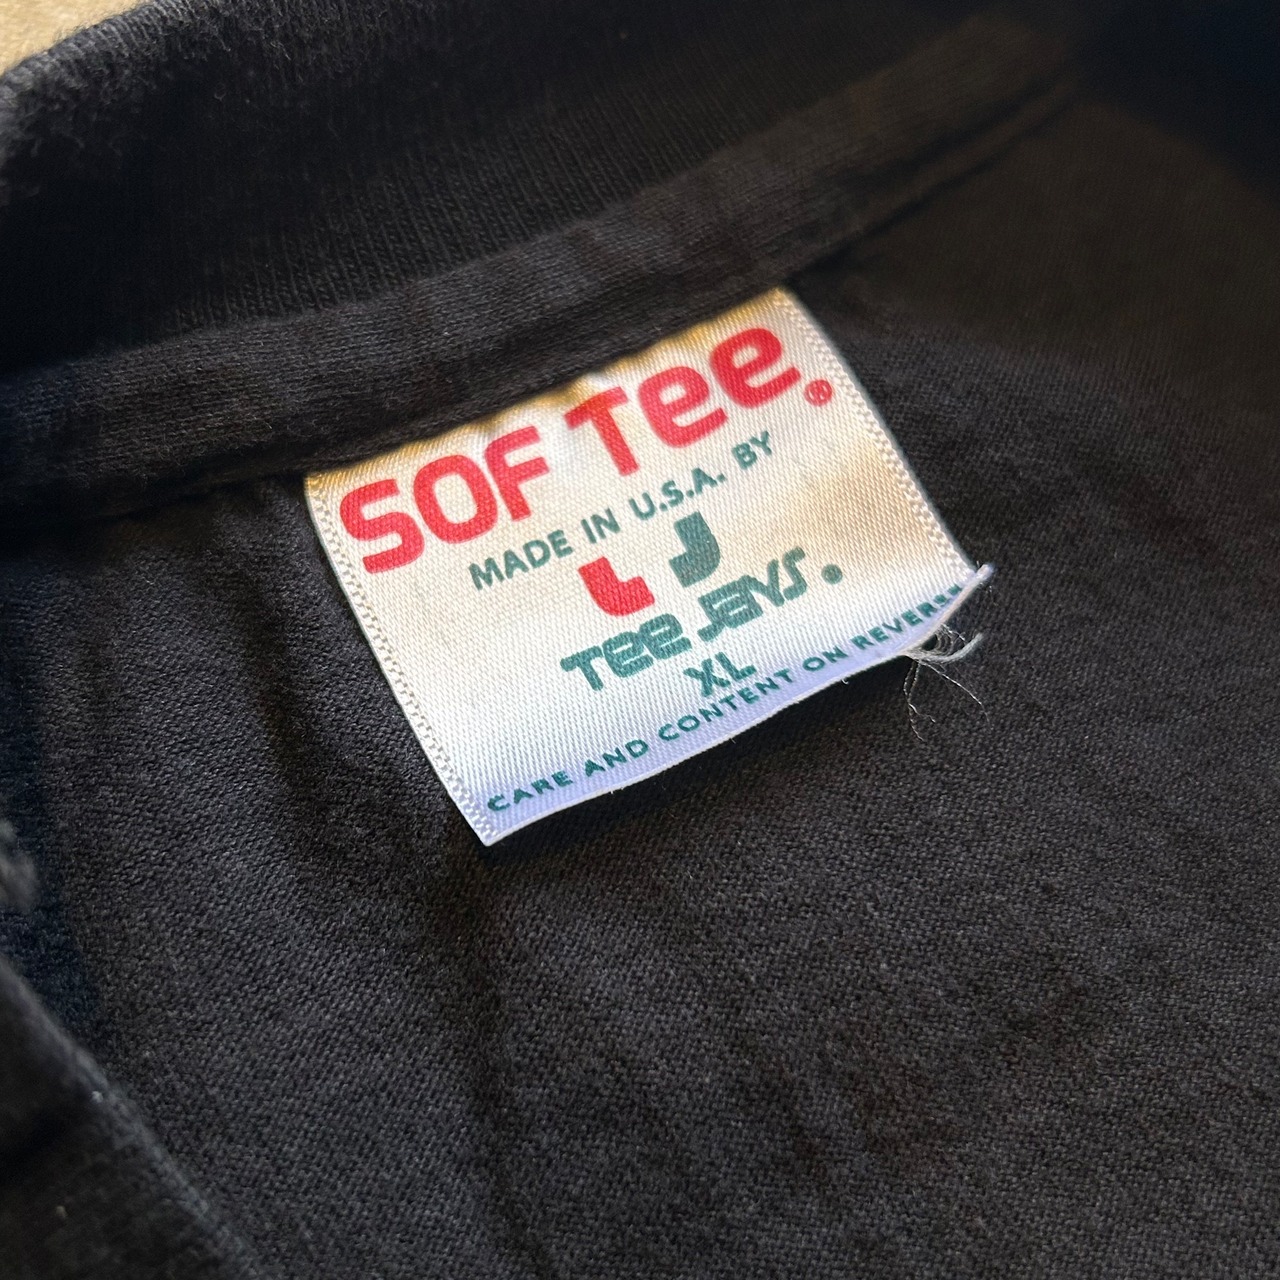 SOF Tee®
MADE IN U.S.A. BY
Tee JAYS.
XL
CARE AND CONTENT ON REVERSE